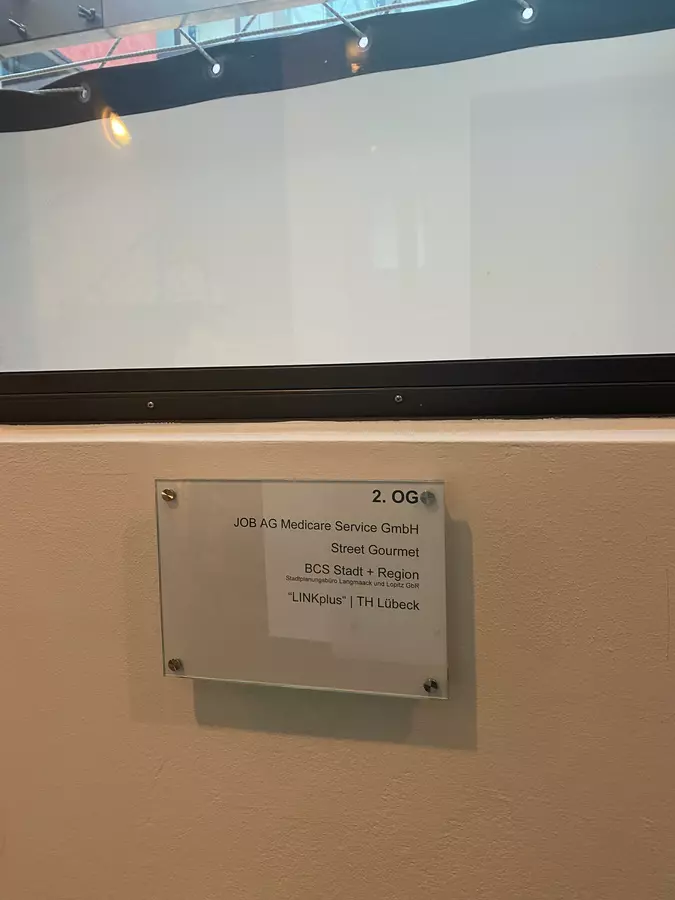 2. OG
JOB AG Medicare Service GmbH
Street Gourmet
BCS Stadt + Region
Stadtplanungsbüro Langmaack und Lopitz GbR
“LINKplus” | TH Lübeck